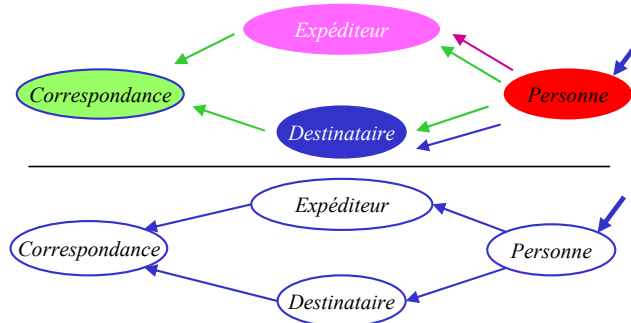 Expéditeur
Correspondance
Personne
Destinataire
Expéditeur
Correspondance
Personne
Destinataire